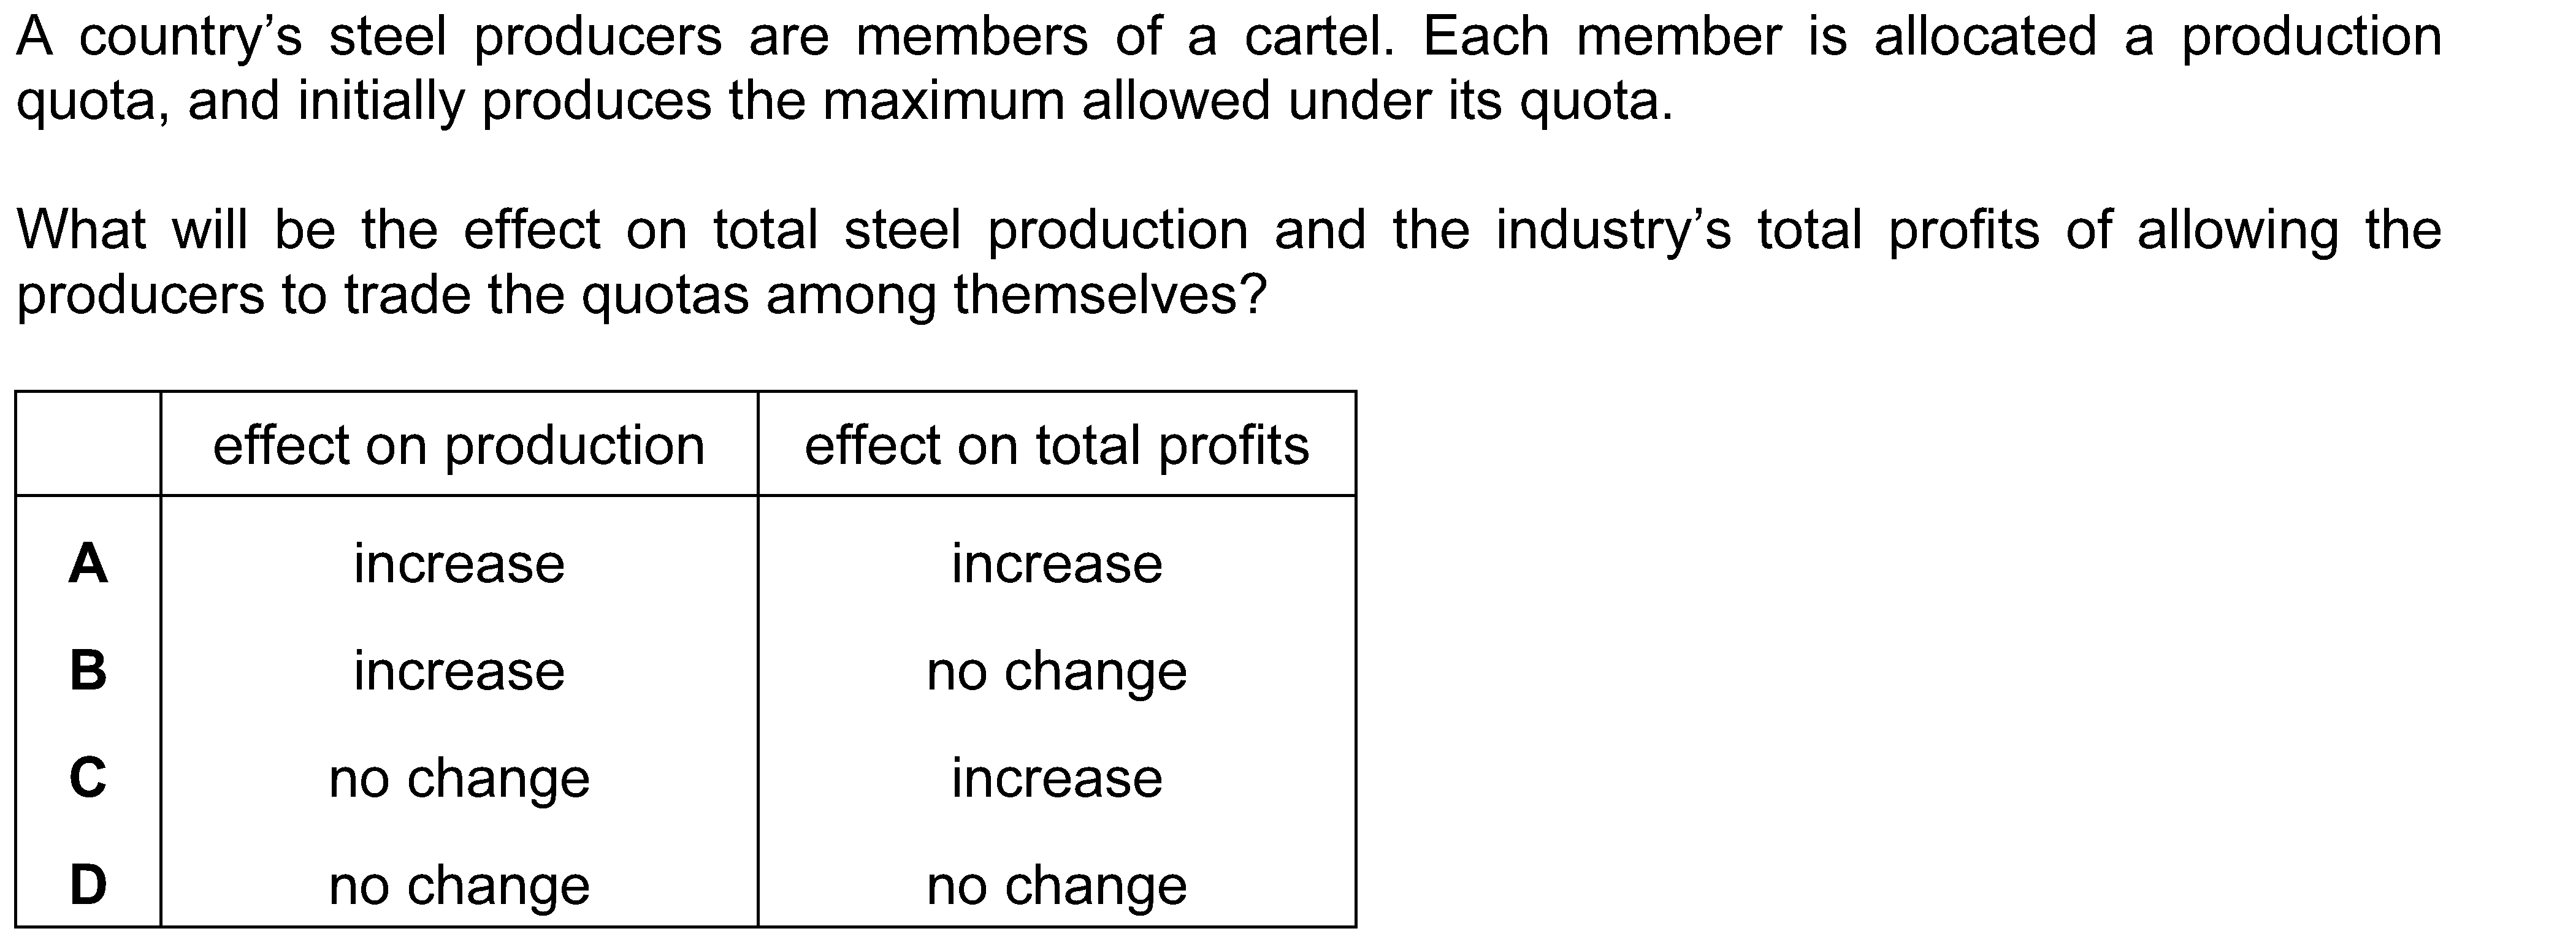 A country’s steel producers are members of a cartel. Each member is allocated a production
quota, and initially produces the maximum allowed under its quota.
What will be the effect on total steel production and the industry’s total profits of allowing the
producers to trade the quotas among themselves?
effect on production effect on total profits
A increase increase
B increase no change
C no change increase
D no change no change